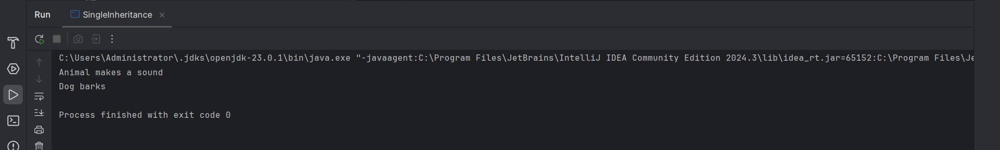 Run SingleInheritance
C:\Users\Administrator\.jdks\openjdk-23.0.1\bin\java.exe "-javaagent:C:\Program Files\JetBrains\IntelliJ IDEA Community Edition 2024.3\lib\idea_rt.jar=65152:C:\Program Files\Je
Animal makes a sound
Dog barks
Process finished with exit code 0